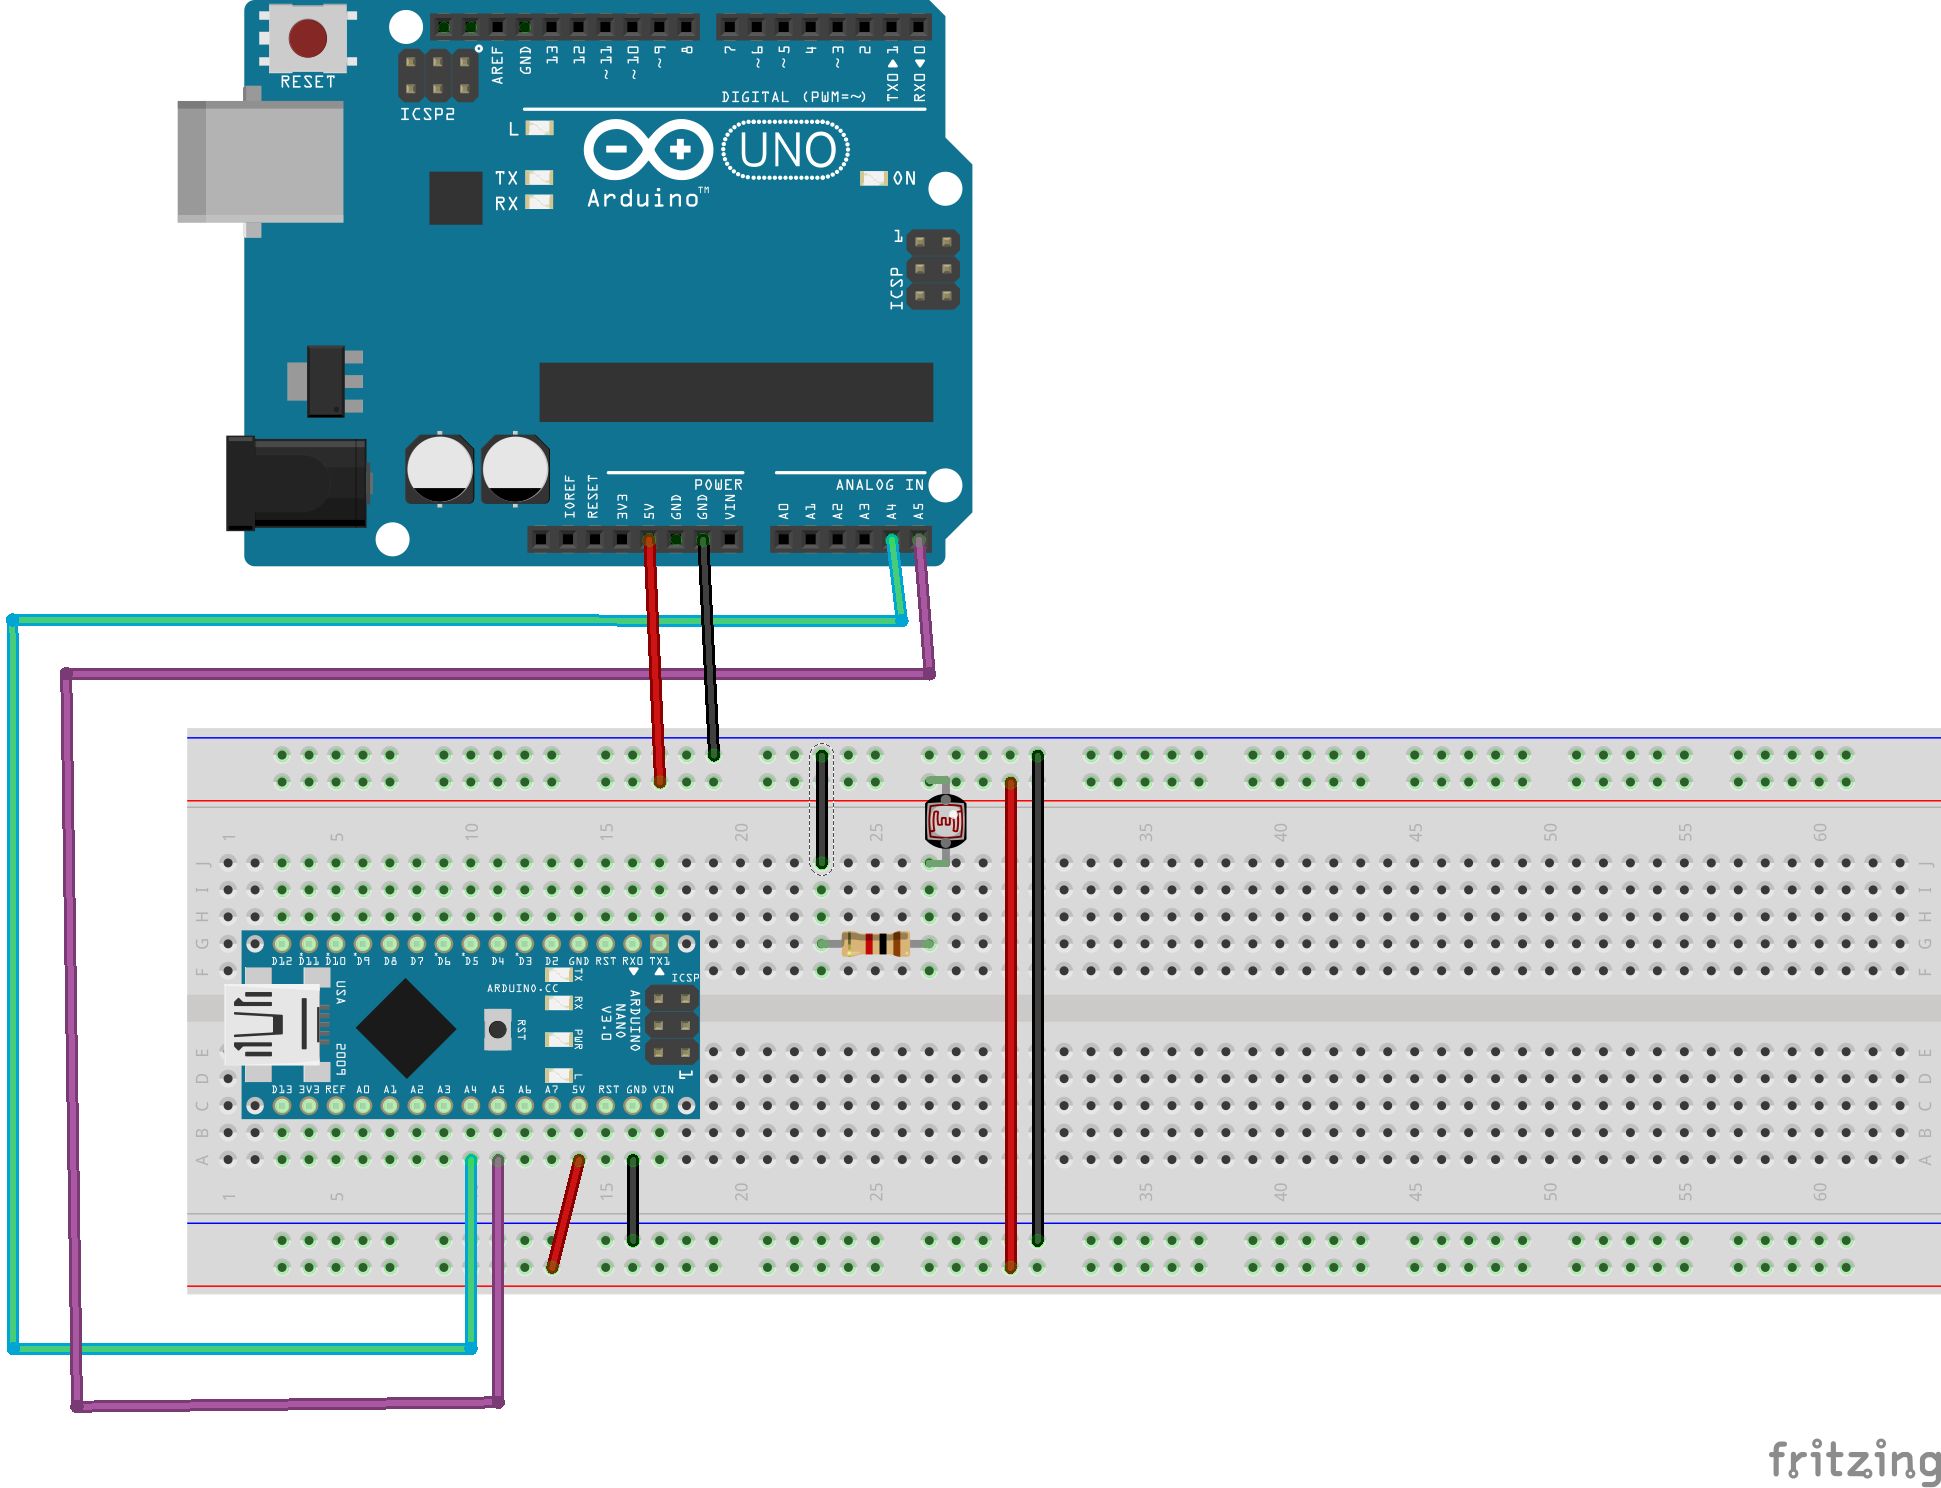 RESET
ICSP2
AREF
GND
13
12
~11
~10
~9
8
7
~6
~5
4
~3
2
TX0▶1
RX0◀0
DIGITAL (PWM=~)
L
TX
RX
UNO
Arduino™
ON
1
ICSP
POWER
ANALOG IN
IOREF
RESET
3V3
5V
GND
GND
VIN
A0
A1
A2
A3
A4
A5
1 5 10 15 20 25 35 40 45 50 55 60
J J
I I
H H
G G
F F
D12 D11 D10 D9 D8 D7 D6 D5 D4 D3 D2 GND RST RX0 TX1
TX
RX
PWR
L
ICSP
ARDUINO.CC
ARDUINO
NANO
V3.0
RST
USA
2009
1
E E
D D
C C
B B
A A
D13 3V3 REF A0 A1 A2 A3 A4 A5 A6 A7 5V RST GND VIN
1 5 15 20 25 35 40 45 50 55 60
fritzing